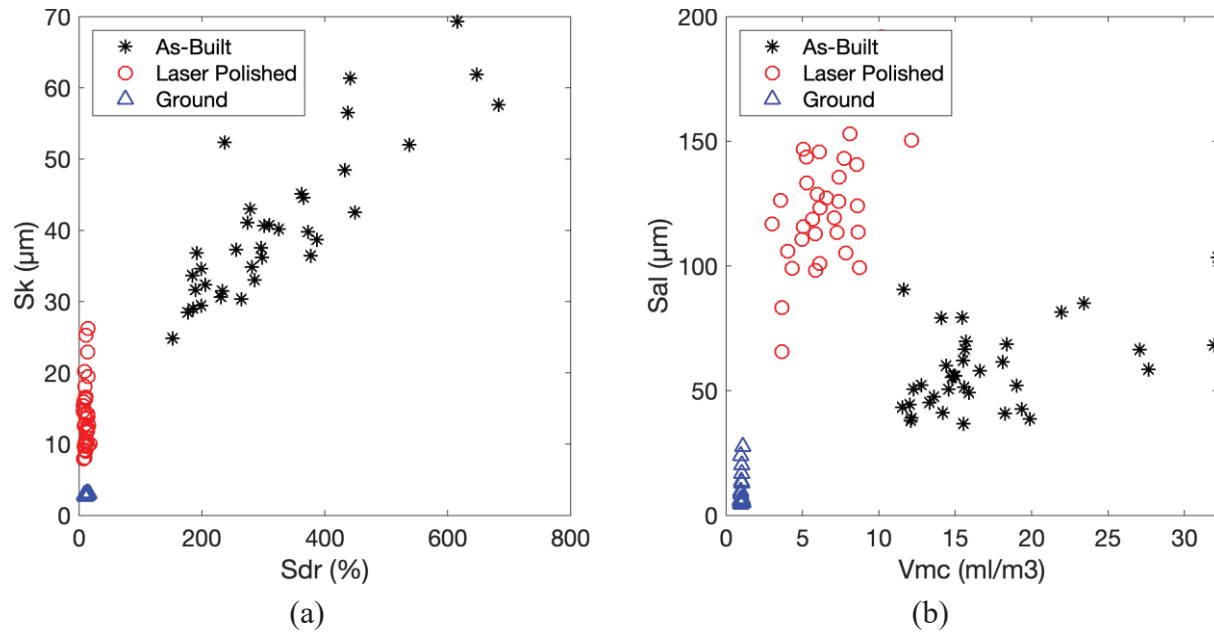 70
60
50
40
30
20
10
0
Sk (μm)
As-Built
Laser Polished
Ground
0 200 400 600 800
Sdr (%)
(a)
200
150
100
50
0
Sal (μm)
As-Built
Laser Polished
Ground
0 5 10 15 20 25 30
Vmc (ml/m3)
(b)